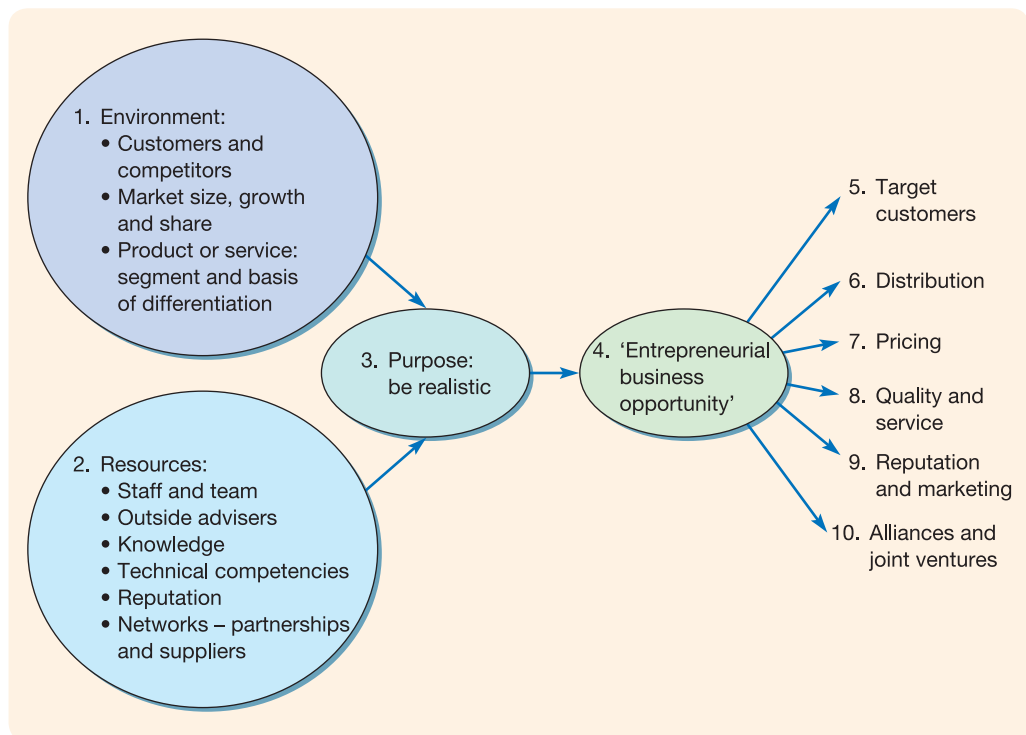 1. Environment:
• Customers and
competitors
• Market size, growth
and share
• Product or service:
segment and basis
of differentiation
2. Resources:
• Staff and team
• Outside advisers
• Knowledge
• Technical competencies
• Reputation
• Networks – partnerships
and suppliers
3. Purpose:
be realistic
4. ‘Entrepreneurial
business
opportunity’
5. Target
customers
6. Distribution
7. Pricing
8. Quality and
service
9. Reputation
and marketing
10. Alliances and
joint ventures